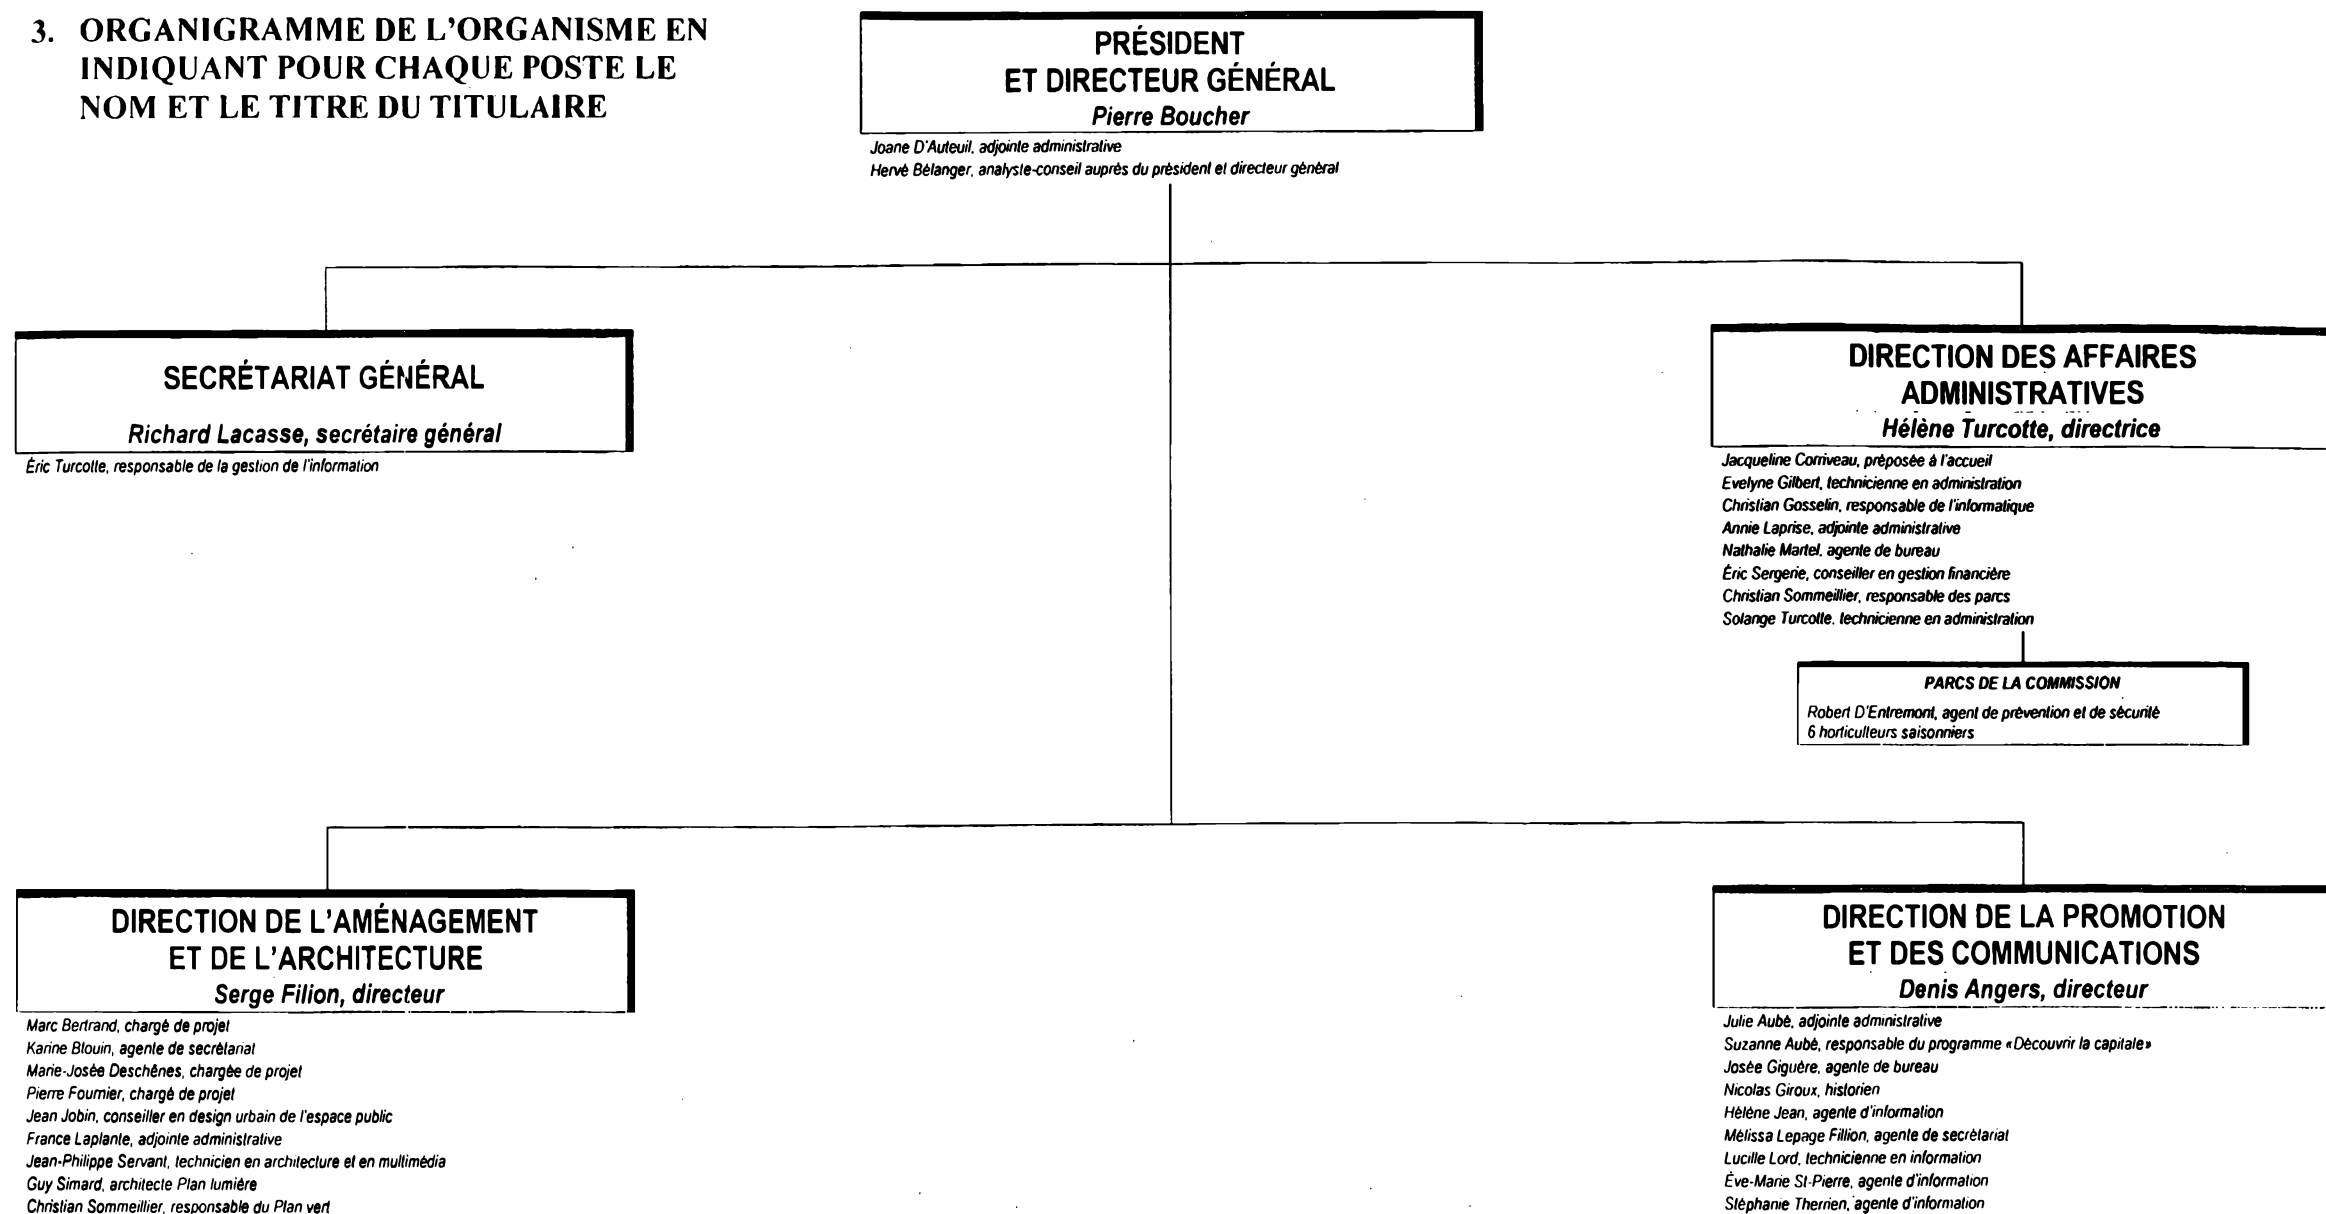 3. ORGANIGRAMME DE L'ORGANISME EN
INDIQUANT POUR CHAQUE POSTE LE
NOM ET LE TITRE DU TITULAIRE
PRÉSIDENT
ET DIRECTEUR GÉNÉRAL
Pierre Boucher
Joane D'Auteuil, adjointe administrative
Hervé Bélanger, analyste-conseil auprès du président et directeur général
SECRÉTARIAT GÉNÉRAL
Richard Lacasse, secrétaire général
Éric Turcotte, responsable de la gestion de l'information
DIRECTION DES AFFAIRES
ADMINISTRATIVES
Hélène Turcotte, directrice
Jacqueline Corriveau, préposée à l'accueil
Evelyne Gilbert, technicienne en administration
Christian Gosselin, responsable de l'informatique
Annie Laprise, adjointe administrative
Nathalie Martel, agente de bureau
Éric Sergerie, conseiller en gestion financière
Christian Sommeillier, responsable des parcs
Solange Turcotte, technicienne en administration
PARCS DE LA COMMISSION
Robert D'Entremont, agent de prévention et de sécurité
6 horticulteurs saisonniers
DIRECTION DE L'AMÉNAGEMENT
ET DE L'ARCHITECTURE
Serge Filion, directeur
Marc Bertrand, chargé de projet
Karine Blouin, agente de secrétariat
Marie-Josée Deschênes, chargée de projet
Pierre Fournier, chargé de projet
Jean Jobin, conseiller en design urbain de l'espace public
France Laplante, adjointe administrative
Jean-Philippe Servant, technicien en architecture et en multimédia
Guy Simard, architecte Plan lumière
Christian Sommeillier, responsable du Plan vert
DIRECTION DE LA PROMOTION
ET DES COMMUNICATIONS
Denis Angers, directeur
Julie Aubé, adjointe administrative
Suzanne Aubé, responsable du programme «Découvrir la capitale»
Josée Giguère, agente de bureau
Nicolas Giroux, historien
Hélène Jean, agente d'information
Mélissa Lepage Fillion, agente de secrétariat
Lucille Lord, technicienne en information
Ève-Marie St-Pierre, agente d'information
Stéphanie Therrien, agente d'information